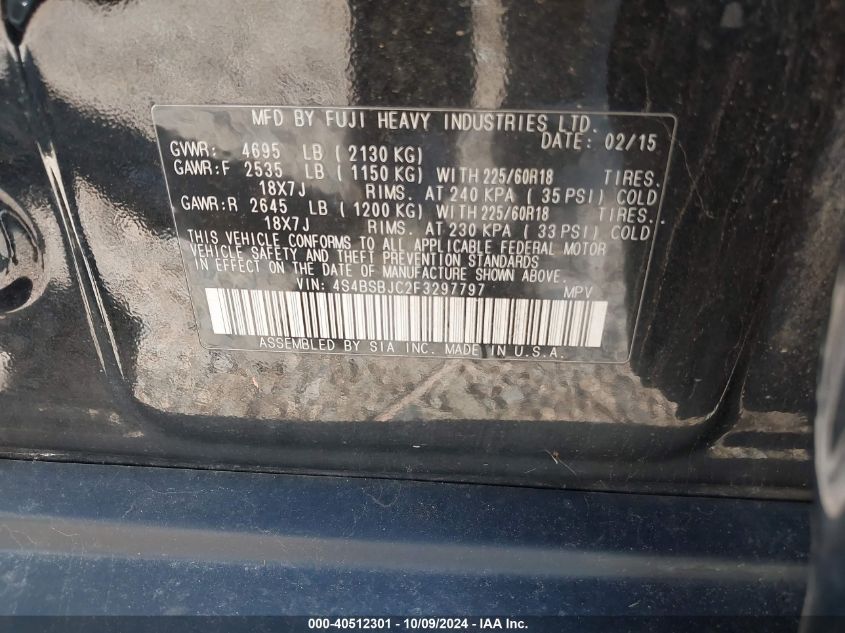 MFD BY FUJI HEAVY INDUSTRIES LTD.
DATE: 02/15
GVWR: 4695 LB ( 2130 KG)
GAWR:F 2535 LB ( 1150 KG) WITH 225/60R18 TIRES.
18X7J RIMS. AT 240 KPA ( 35 PSI) COLD
GAWR:R 2645 LB ( 1200 KG) WITH 225/60R18 TIRES.
18X7J RIMS. AT 230 KPA ( 33 PSI) COLD
THIS VEHICLE CONFORMS TO ALL APPLICABLE FEDERAL MOTOR
VEHICLE SAFETY AND THEFT PREVENTION STANDARDS
IN EFFECT ON THE DATE OF MANUFACTURE SHOWN ABOVE.
VIN: 4S4BSBJC2F3297797 MPV
ASSEMBLED BY SIA INC. MADE IN U.S.A.
000-40512301 - 10/09/2024 - IAA Inc.